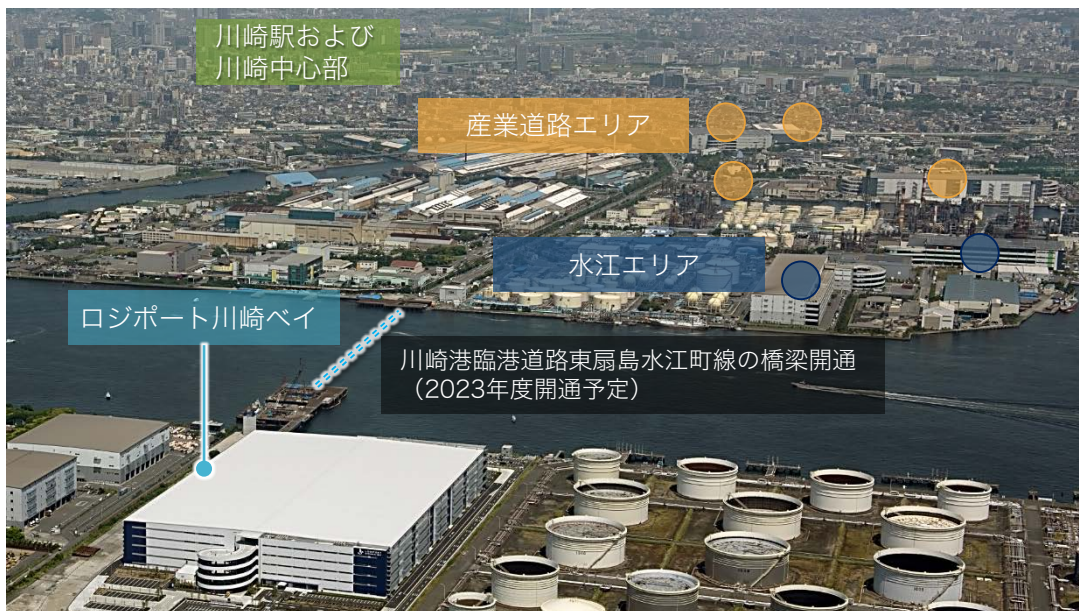 川崎駅および
川崎中心部
産業道路エリア
水江エリア
ロジポート川崎ベイ
川崎港臨港道路東扇島水江町線の橋梁開通
（2023年度開通予定）